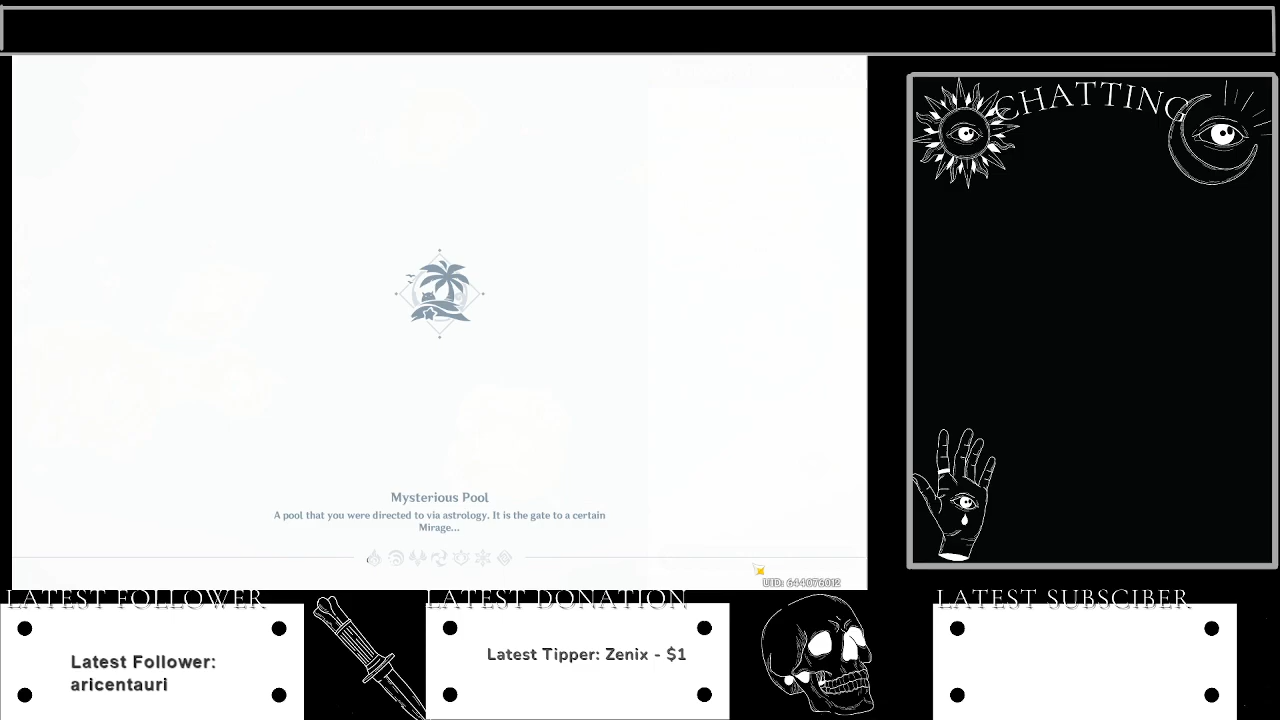 CHATTING
Mysterious Pool
A pool that you were directed to via astrology. It is the gate to a certain
Mirage...
UID: 644076012
LATEST FOLLOWER
LATEST DONATION
LATEST SUBSCIBER
Latest Follower:
aricentauri
Latest Tipper: Zenix - $1